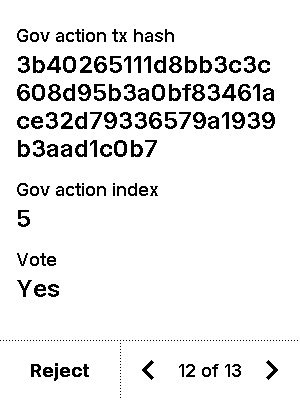 Gov action tx hash
3b40265111d8bb3c3c
608d95b3a0bf83461a
ce32d79336579a1939
b3aad1c0b7
Gov action index
5
Vote
Yes
Reject
12 of 13